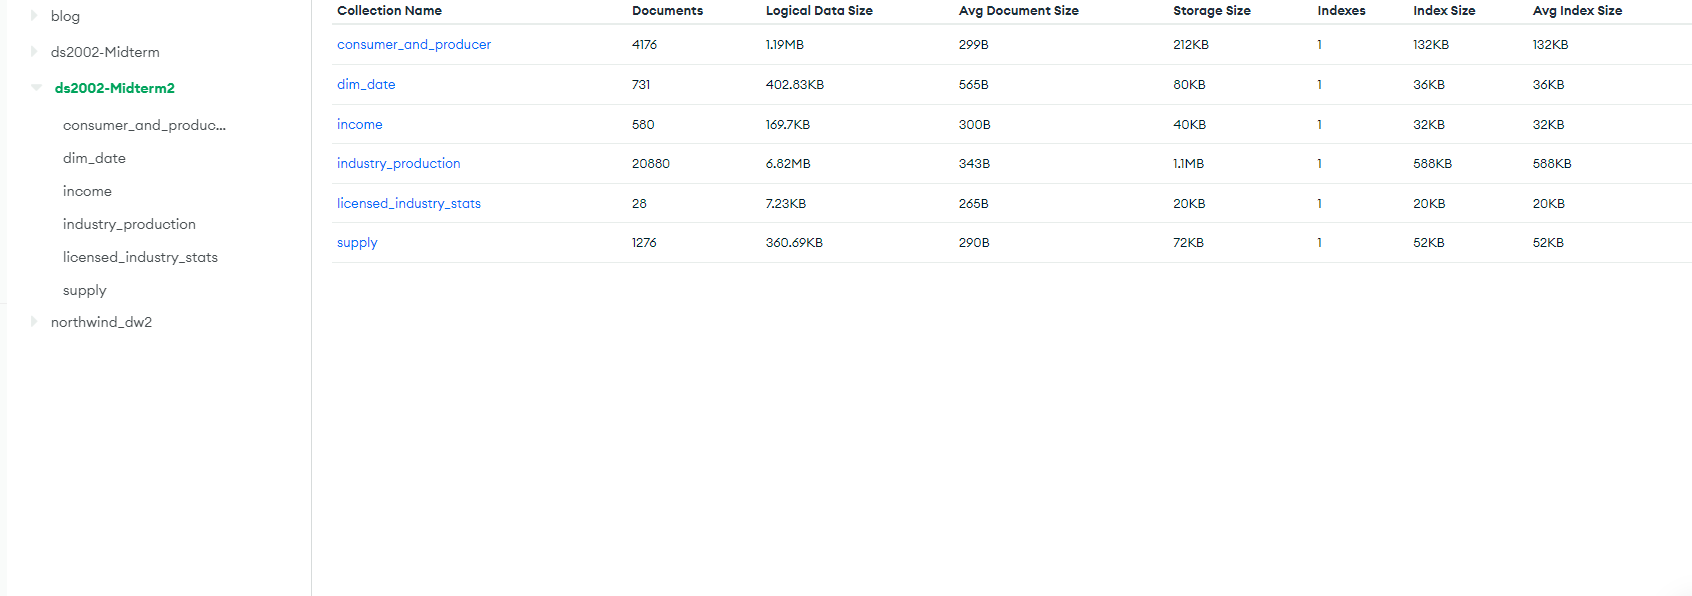 blog
ds2002-Midterm
ds2002-Midterm2
consumer_and_produc...
dim_date
income
industry_production
licensed_industry_stats
supply
northwind_dw2
Collection Name Documents Logical Data Size Avg Document Size Storage Size Indexes Index Size Avg Index Size
consumer_and_producer 4176 1.19MB 299B 212KB 1 132KB 132KB
dim_date 731 402.83KB 565B 80KB 1 36KB 36KB
income 580 169.7KB 300B 40KB 1 32KB 32KB
industry_production 20880 6.82MB 343B 1.1MB 1 588KB 588KB
licensed_industry_stats 28 7.23KB 265B 20KB 1 20KB 20KB
supply 1276 360.69KB 290B 72KB 1 52KB 52KB